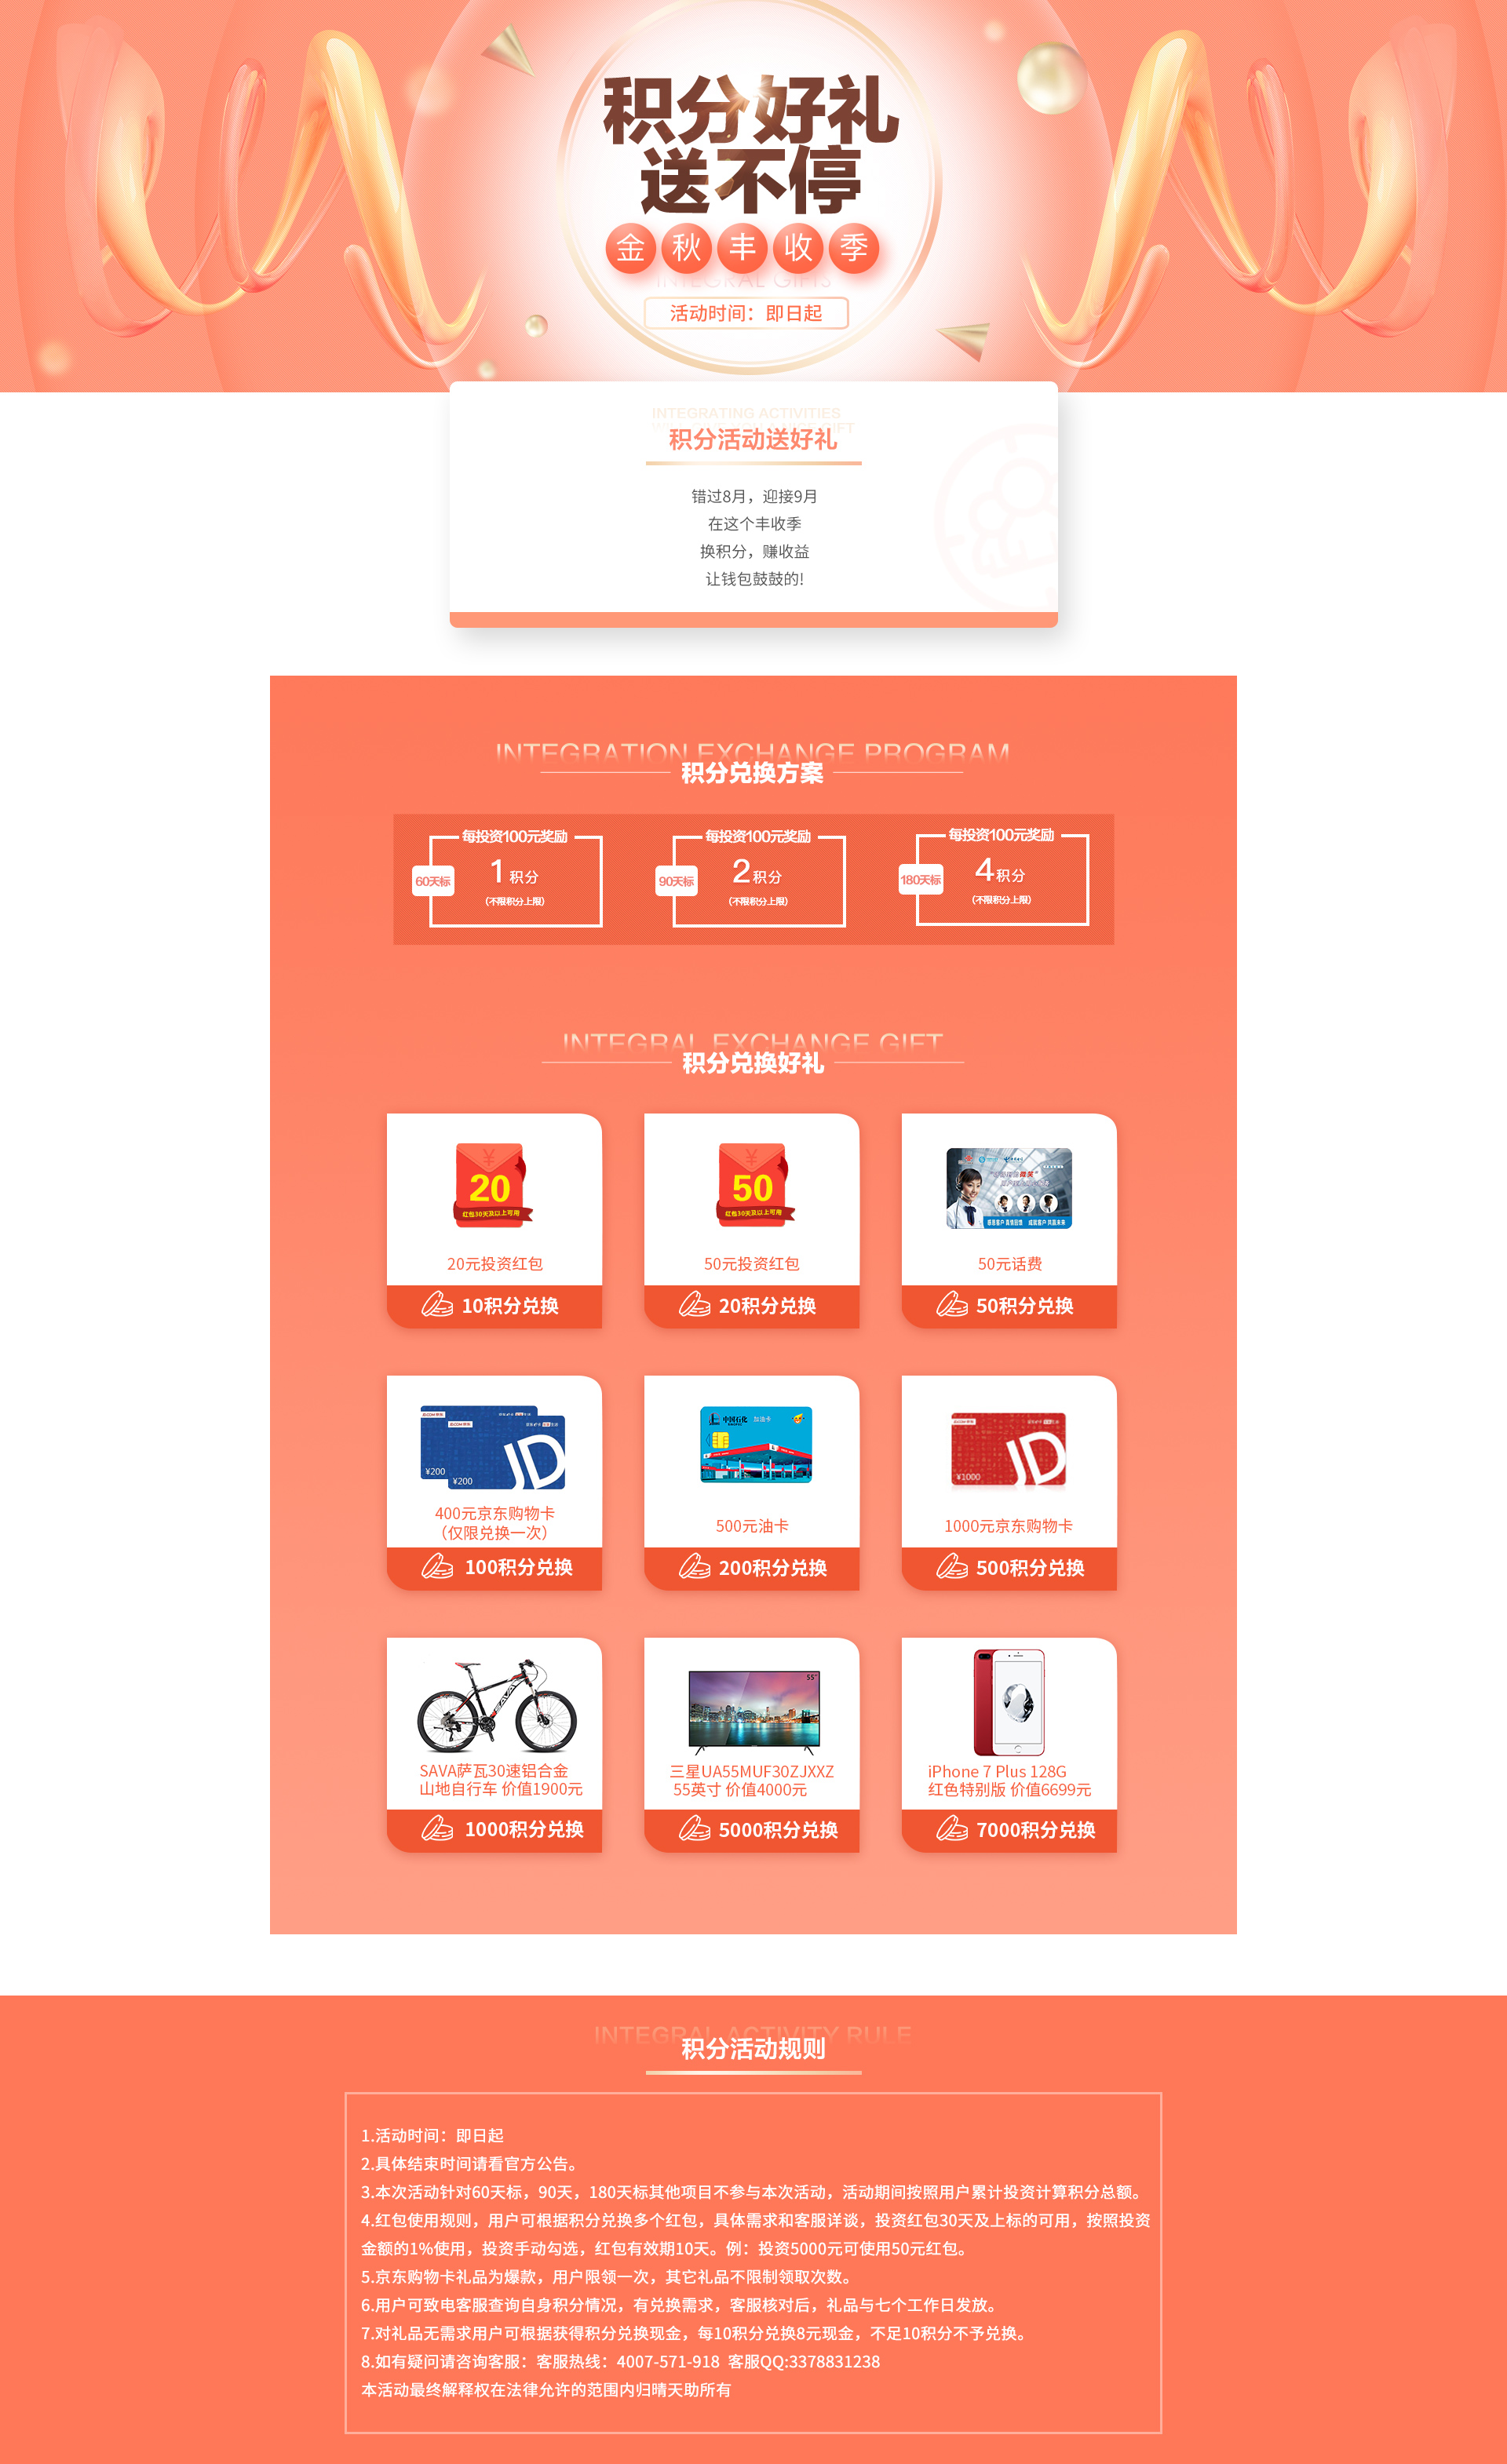 积分好礼
送不停
金秋丰收季
INTEGRAL GIFTS
活动时间：即日起
INTEGRATING ACTIVITIES
GIFT
积分活动送好礼
错过8月，迎接9月
在这个丰收季
换积分，赚收益
让钱包鼓鼓的!
INTEGRATION EXCHANGE PROGRAM
积分兑换方案
每投资100元奖励
1积分
60天标
（不限积分上限）
每投资100元奖励
2积分
90天标
（不限积分上限）
每投资100元奖励
4积分
180天标
（不限积分上限）
INTEGRAL EXCHANGE GIFT
积分兑换好礼
¥
20
红包30天及以上可用
20元投资红包
10积分兑换
¥
50
红包30天及以上可用
50元投资红包
20积分兑换
微笑
感恩客户 真情回馈 成就客户 共赢未来
50元话费
50积分兑换
JD
¥200
¥200
400元京东购物卡
（仅限兑换一次）
100积分兑换
中国石化 加油卡
500元油卡
200积分兑换
JD
¥1000
1000元京东购物卡
500积分兑换
SAVA
SAVA萨瓦30速铝合金
山地自行车 价值1900元
1000积分兑换
55"
三星UA55MUF30ZJXXZ
55英寸 价值4000元
5000积分兑换
iPhone 7 Plus 128G
红色特别版 价值6699元
7000积分兑换
INTEGRAL ACTIVITY RULE
积分活动规则
1.活动时间：即日起
2.具体结束时间请看官方公告。
3.本次活动针对60天标，90天，180天标其他项目不参与本次活动，活动期间按照用户累计投资计算积分总额。
4.红包使用规则，用户可根据积分兑换多个红包，具体需求和客服详谈，投资红包30天及上标的可用，按照投资
金额的1%使用，投资手动勾选，红包有效期10天。例：投资5000元可使用50元红包。
5.京东购物卡礼品为爆款，用户限领一次，其它礼品不限制领取次数。
6.用户可致电客服查询自身积分情况，有兑换需求，客服核对后，礼品与七个工作日发放。
7.对礼品无需求用户可根据获得积分兑换现金，每10积分兑换8元现金，不足10积分不予兑换。
8.如有疑问请咨询客服：客服热线：4007-571-918 客服QQ:3378831238
本活动最终解释权在法律允许的范围内归晴天助所有